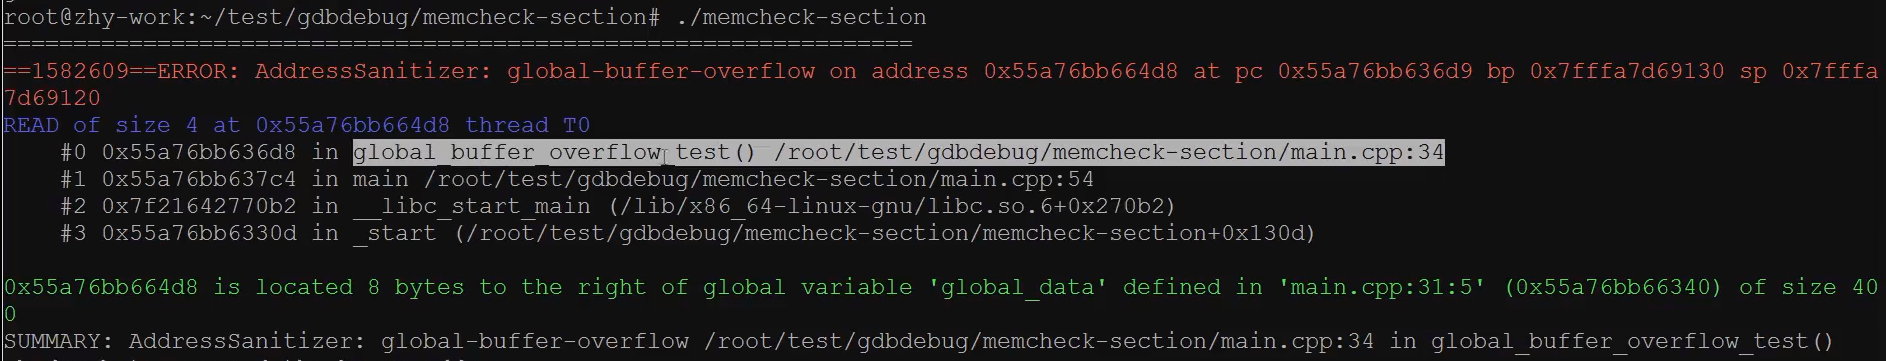 root@zhy-work:~/test/gdbdebug/memcheck-section# ./memcheck-section
=================================================================
==1582609==ERROR: AddressSanitizer: global-buffer-overflow on address 0x55a76bb664d8 at pc 0x55a76bb636d9 bp 0x7fffa7d69130 sp 0x7fffa
7d69120
READ of size 4 at 0x55a76bb664d8 thread T0
    #0 0x55a76bb636d8 in global_buffer_overflow_test() /root/test/gdbdebug/memcheck-section/main.cpp:34
    #1 0x55a76bb637c4 in main /root/test/gdbdebug/memcheck-section/main.cpp:54
    #2 0x7f21642770b2 in __libc_start_main (/lib/x86_64-linux-gnu/libc.so.6+0x270b2)
    #3 0x55a76bb6330d in _start (/root/test/gdbdebug/memcheck-section/memcheck-section+0x130d)

0x55a76bb664d8 is located 8 bytes to the right of global variable 'global_data' defined in 'main.cpp:31:5' (0x55a76bb66340) of size 40
0
SUMMARY: AddressSanitizer: global-buffer-overflow /root/test/gdbdebug/memcheck-section/main.cpp:34 in global_buffer_overflow_test()